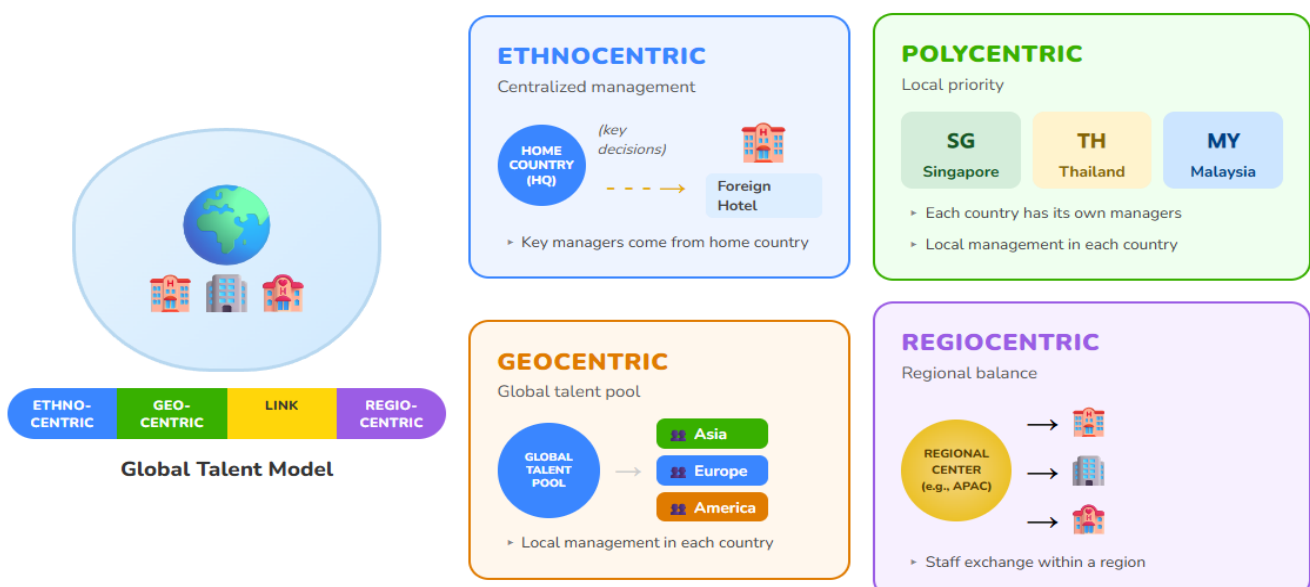 ETHNO-
CENTRIC
GEO-
CENTRIC
LINK
REGIO-
CENTRIC
Global Talent Model
ETHNOCENTRIC
Centralized management
HOME
COUNTRY
(HQ)
(key
decisions)
Foreign
Hotel
▸ Key managers come from home country
POLYCENTRIC
Local priority
SG
Singapore
TH
Thailand
MY
Malaysia
▸ Each country has its own managers
▸ Local management in each country
GEOCENTRIC
Global talent pool
GLOBAL
TALENT
POOL
Asia
Europe
America
▸ Local management in each country
REGIOCENTRIC
Regional balance
REGIONAL
CENTER
(e.g., APAC)
▸ Staff exchange within a region